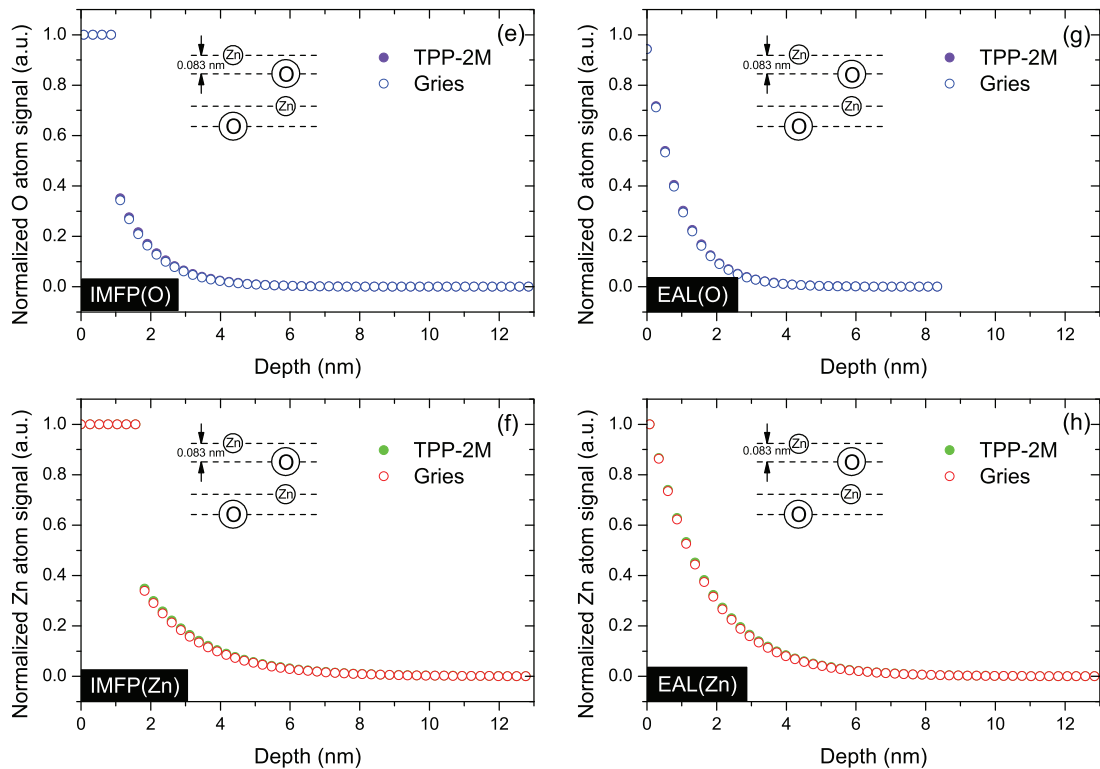 (e)
Normalized O atom signal (a.u.)
1.0
0.8
0.6
0.4
0.2
0.0
0.083 nm
Zn
O
Zn
O
TPP-2M
Gries
IMFP(O)
0 2 4 6 8 10 12
Depth (nm)
(g)
Normalized O atom signal (a.u.)
1.0
0.8
0.6
0.4
0.2
0.0
0.083 nm
Zn
O
Zn
O
TPP-2M
Gries
EAL(O)
0 2 4 6 8 10 12
Depth (nm)
(f)
Normalized Zn atom signal (a.u.)
1.0
0.8
0.6
0.4
0.2
0.0
0.083 nm
Zn
O
Zn
O
TPP-2M
Gries
IMFP(Zn)
0 2 4 6 8 10 12
Depth (nm)
(h)
Normalized Zn atom signal (a.u.)
1.0
0.8
0.6
0.4
0.2
0.0
0.083 nm
Zn
O
Zn
O
TPP-2M
Gries
EAL(Zn)
0 2 4 6 8 10 12
Depth (nm)